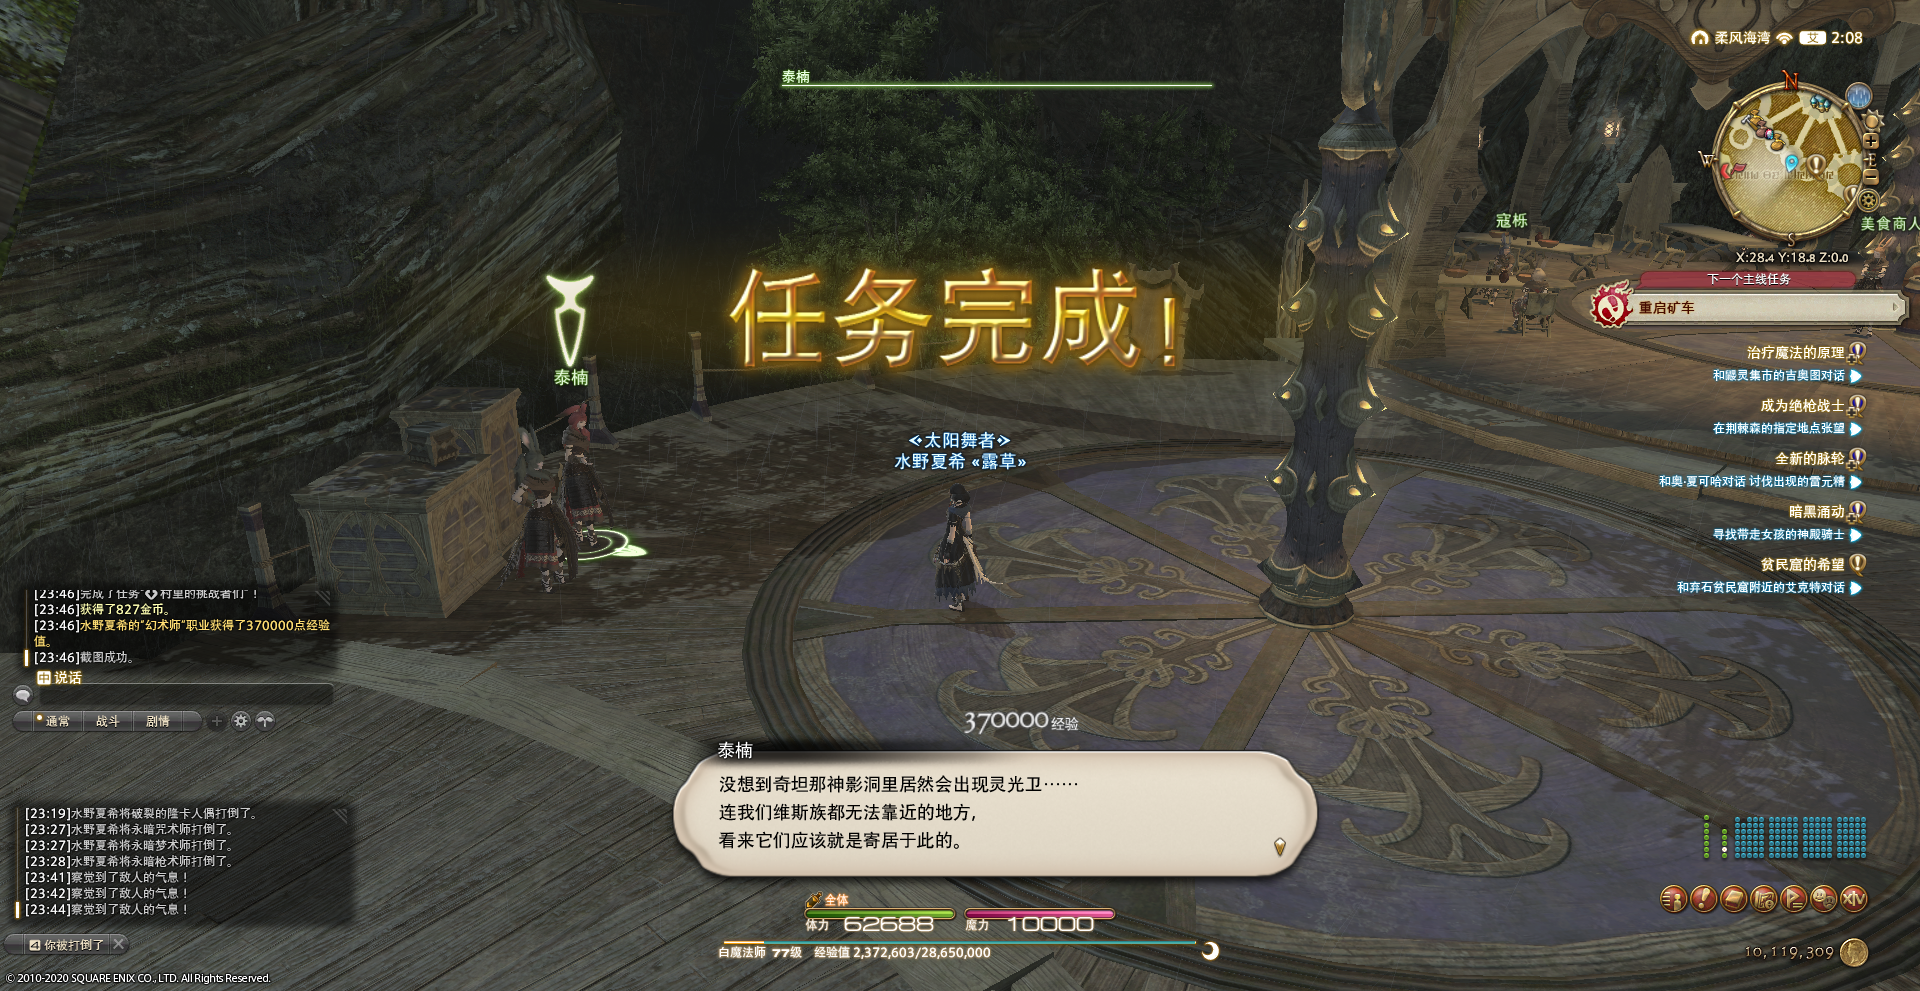 柔风海湾 艾 2:08
泰楠
N
W
E
S
寇栎
美食商人
X:28.4 Y:18.8 Z:0.0
下一个主线任务
重启矿车
任务完成!
泰楠
治疗魔法的原理
和鼹灵集市的吉奥图对话
成为绝枪战士
在荆棘森的指定地点张望
全新的脉轮
和奥·夏可哈对话 讨伐出现的雷元精
暗黑涌动
寻找带走女孩的神殿骑士
贫民窟的希望
和弃石贫民窟附近的艾克特对话
太阳舞者
水野夏希 «露草»
[23:46]完成了任务“村里的挑战者们”!
[23:46]获得了827金币。
[23:46]水野夏希的“幻术师”职业获得了370000点经验
值。
[23:46]截图成功。
说话
通常 战斗 剧情
370000经验
泰楠
没想到奇坦那神影洞里居然会出现灵光卫……
连我们维斯族都无法靠近的地方,
看来它们应该就是寄居于此的。
[23:19]水野夏希将破裂的隆卡人偶打倒了。
[23:27]水野夏希将永暗咒术师打倒了。
[23:27]水野夏希将永暗梦术师打倒了。
[23:28]水野夏希将永暗枪术师打倒了。
[23:41]察觉到了敌人的气息!
[23:42]察觉到了敌人的气息!
[23:44]察觉到了敌人的气息!
4 你被打倒了
全体
体力 62688 魔力 10000
白魔法师 77级 经验值 2,372,603/28,650,000
10,119,309
© 2010-2020 SQUARE ENIX CO., LTD. All Rights Reserved.